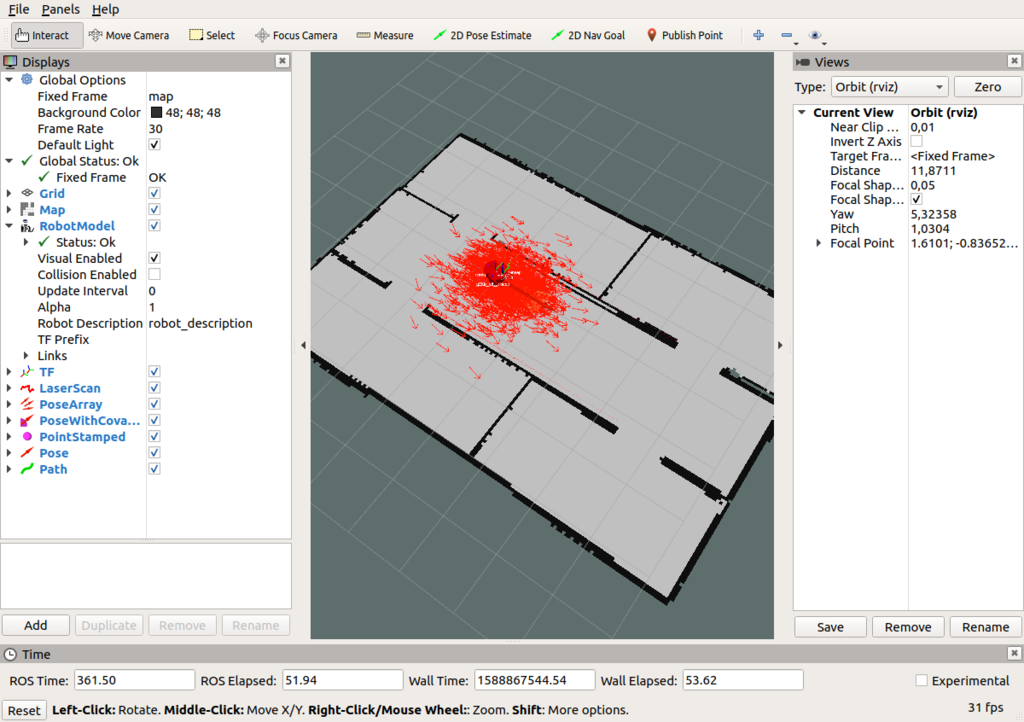 File Panels Help
Interact Move Camera Select Focus Camera Measure 2D Pose Estimate 2D Nav Goal Publish Point
Displays
Global Options
Fixed Frame map
Background Color 48; 48; 48
Frame Rate 30
Default Light
Global Status: Ok
Fixed Frame OK
Grid
Map
RobotModel
Status: Ok
Visual Enabled
Collision Enabled
Update Interval 0
Alpha 1
Robot Description robot_description
TF Prefix
Links
TF
LaserScan
PoseArray
PoseWithCova...
PointStamped
Pose
Path
Add Duplicate Remove Rename
Views
Type: Orbit (rviz) Zero
Current View Orbit (rviz)
Near Clip ... 0,01
Invert Z Axis
Target Fra... <Fixed Frame>
Distance 11,8711
Focal Shap... 0,05
Focal Shap...
Yaw 5,32358
Pitch 1,0304
Focal Point 1.6101; -0.83652...
Save Remove Rename
Time
ROS Time: 361.50 ROS Elapsed: 51.94 Wall Time: 1588867544.54 Wall Elapsed: 53.62 Experimental
Reset Left-Click: Rotate. Middle-Click: Move X/Y. Right-Click/Mouse Wheel:: Zoom. Shift: More options. 31 fps